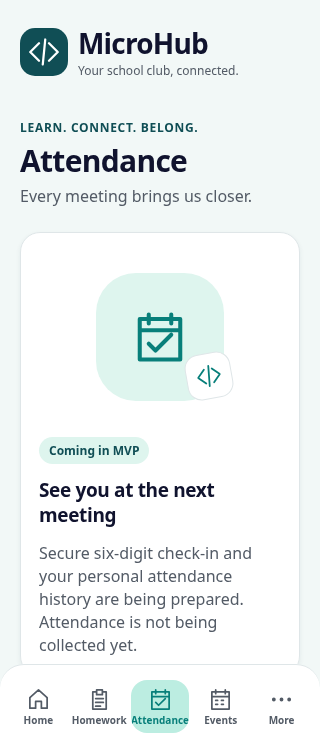 MicroHub
Your school club, connected.
LEARN. CONNECT. BELONG.
Attendance
Every meeting brings us closer.
Coming in MVP
See you at the next
meeting
Secure six-digit check-in and
your personal attendance
history are being prepared.
Attendance is not being
collected yet.
Home Homework Attendance Events More